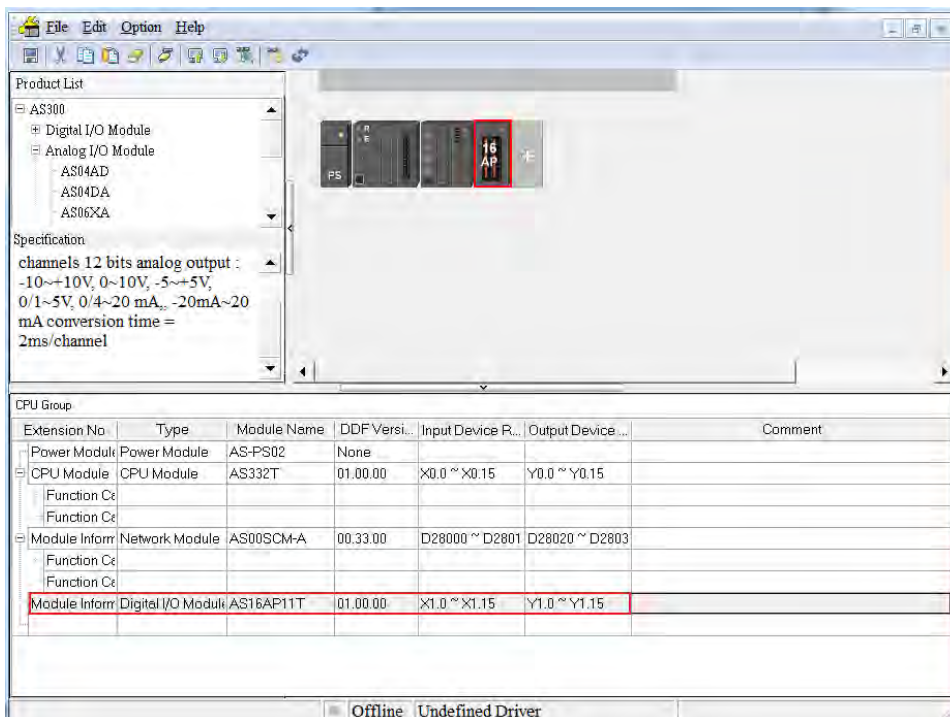 File Edit Option Help
Product List
AS300
Digital I/O Module
Analog I/O Module
AS04AD
AS04DA
AS06XA
Specification
channels 12 bits analog output :
-10~+10V, 0~10V, -5~+5V,
0/1~5V, 0/4~20 mA,, -20mA~20
mA conversion time =
2ms/channel
PS
R
E
16
AP
CPU Group
Extension No Type Module Name DDF Versi... Input Device R... Output Device ... Comment
Power Module Power Module AS-PS02 None
CPU Module CPU Module AS332T 01.00.00 X0.0 ~ X0.15 Y0.0 ~ Y0.15
Function Ca
Function Ca
Module Inform Network Module AS00SCM-A 00.33.00 D28000 ~ D2801 D28020 ~ D2803
Function Ca
Function Ca
Module Inform Digital I/O Module AS16AP11T 01.00.00 X1.0 ~ X1.15 Y1.0 ~ Y1.15
Offline Undefined Driver